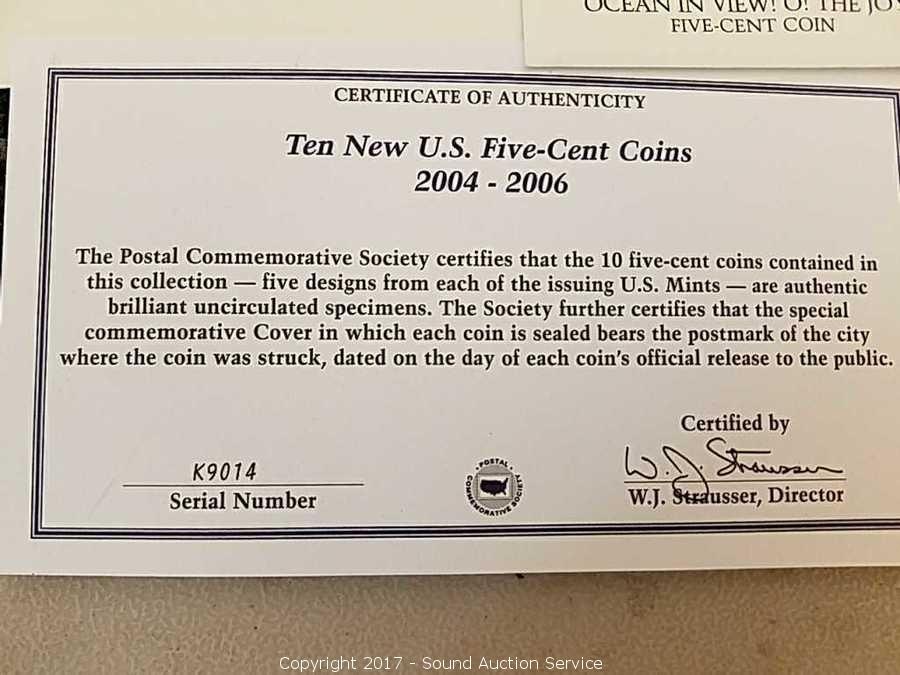 OCEAN IN VIEW! O! THE JOY
FIVE-CENT COIN
CERTIFICATE OF AUTHENTICITY
Ten New U.S. Five-Cent Coins
2004 - 2006
The Postal Commemorative Society certifies that the 10 five-cent coins contained in
this collection — five designs from each of the issuing U.S. Mints — are authentic
brilliant uncirculated specimens. The Society further certifies that the special
commemorative Cover in which each coin is sealed bears the postmark of the city
where the coin was struck, dated on the day of each coin's official release to the public.
Certified by
W. J. Strausser
K9014
Serial Number
POSTAL COMMEMORATIVE SOCIETY
W.J. Strausser, Director
Copyright 2017 - Sound Auction Service